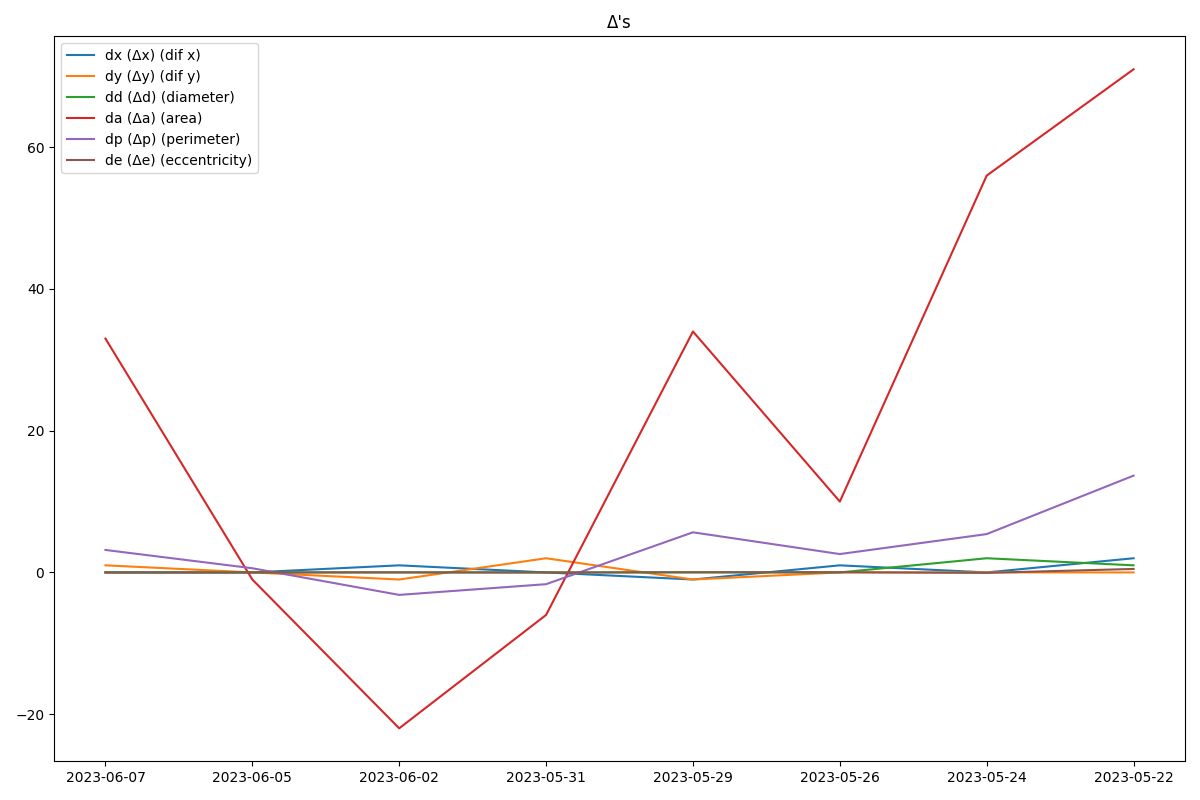 Δ's
dx (Δx) (dif x)
dy (Δy) (dif y)
dd (Δd) (diameter)
da (Δa) (area)
dp (Δp) (perimeter)
de (Δe) (eccentricity)
60
40
20
0
−20
2023-06-07 2023-06-05 2023-06-02 2023-05-31 2023-05-29 2023-05-26 2023-05-24 2023-05-22